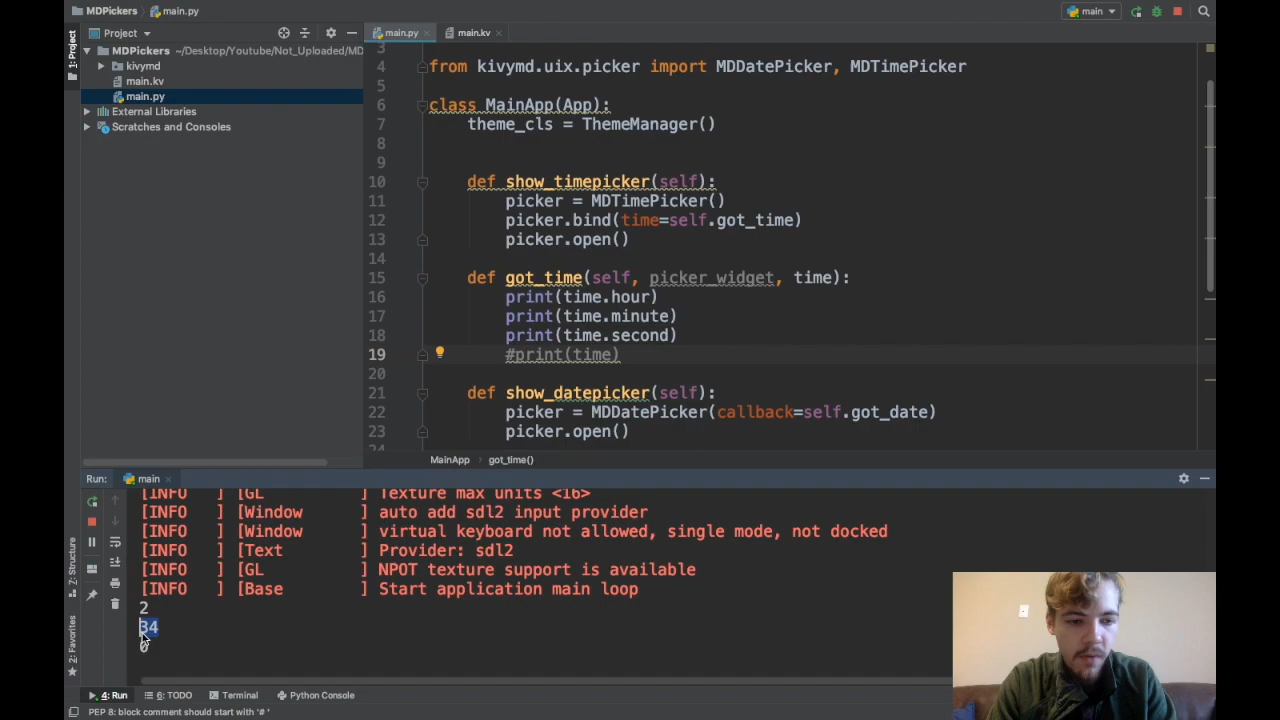 MDPickers main.py
main
Project
main.py
main.kv
MDPickers ~/Desktop/Youtube/Not_Uploaded/MD
kivymd
main.kv
main.py
External Libraries
Scratches and Consoles
1: Project
3
4 from kivymd.uix.picker import MDDatePicker, MDTimePicker
5
6 class MainApp(App):
7 theme_cls = ThemeManager()
8
9
10 def show_timepicker(self):
11 picker = MDTimePicker()
12 picker.bind(time=self.got_time)
13 picker.open()
14
15 def got_time(self, picker_widget, time):
16 print(time.hour)
17 print(time.minute)
18 print(time.second)
19 #print(time)
20
21 def show_datepicker(self):
22 picker = MDDatePicker(callback=self.got_date)
23 picker.open()
24
MainApp got_time()
Run: main
[INFO ] [GL ] Texture max units <16>
[INFO ] [Window ] auto add sdl2 input provider
[INFO ] [Window ] virtual keyboard not allowed, single mode, not docked
[INFO ] [Text ] Provider: sdl2
[INFO ] [GL ] NPOT texture support is available
[INFO ] [Base ] Start application main loop
2
34
0
7: Structure
2: Favorites
4: Run 6: TODO Terminal Python Console
PEP 8: block comment should start with '# '